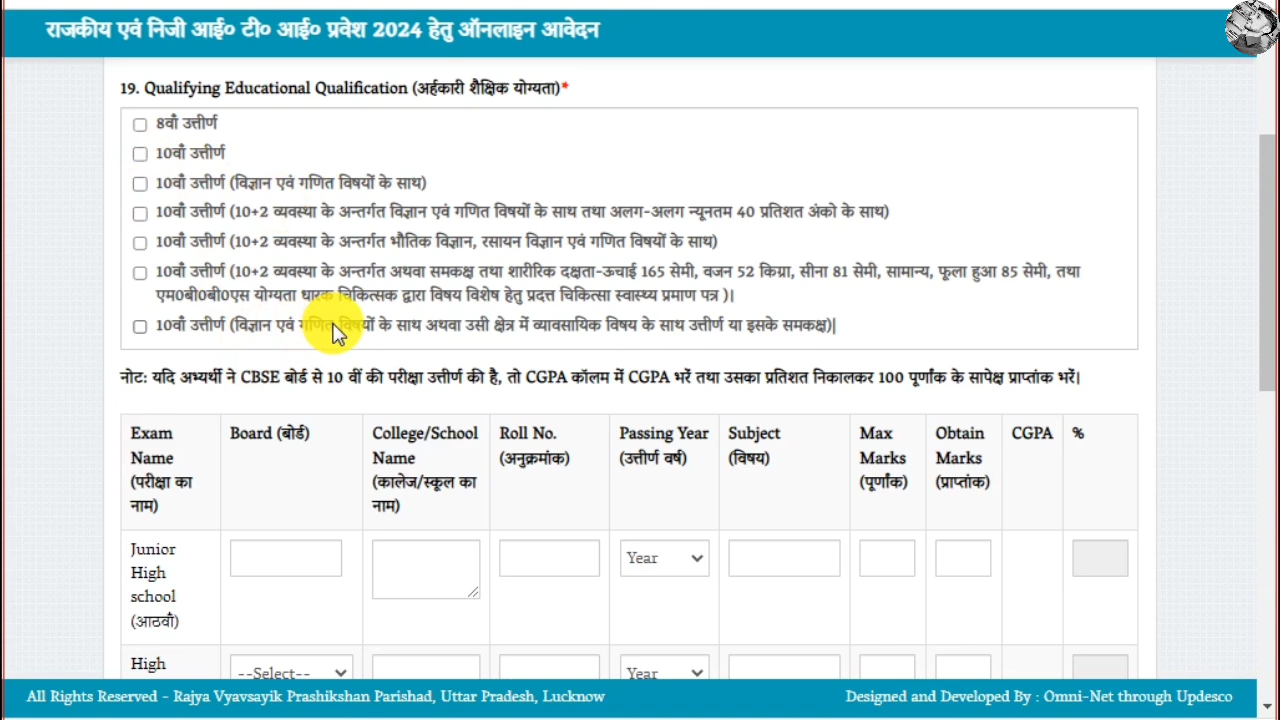 राजकीय एवं निजी आई० टी० आई० प्रवेश 2024 हेतु ऑनलाइन आवेदन
19. Qualifying Educational Qualification (अर्हकारी शैक्षिक योग्यता)*
8वाँ उत्तीर्ण
10वाँ उत्तीर्ण
10वाँ उत्तीर्ण (विज्ञान एवं गणित विषयों के साथ)
10वाँ उत्तीर्ण (10+2 व्यवस्था के अन्तर्गत विज्ञान एवं गणित विषयों के साथ तथा अलग-अलग न्यूनतम 40 प्रतिशत अंको के साथ)
10वाँ उत्तीर्ण (10+2 व्यवस्था के अन्तर्गत भौतिक विज्ञान, रसायन विज्ञान एवं गणित विषयों के साथ)
10वाँ उत्तीर्ण (10+2 व्यवस्था के अन्तर्गत अथवा समकक्ष तथा शारीरिक दक्षता-ऊचाई 165 सेमी, वजन 52 किग्रा, सीना 81 सेमी, सामान्य, फूला हुआ 85 सेमी, तथा
एम0बी0बी0एस योग्यता धारक चिकित्सक द्वारा विषय विशेष हेतु प्रदत्त चिकित्सा स्वास्थ्य प्रमाण पत्र )।
10वाँ उत्तीर्ण (विज्ञान एवं गणित विषयों के साथ अथवा उसी क्षेत्र में व्यावसायिक विषय के साथ उत्तीर्ण या इसके समकक्ष)|
नोट: यदि अभ्यर्थी ने CBSE बोर्ड से 10 वीं की परीक्षा उत्तीर्ण की है, तो CGPA कॉलम में CGPA भरें तथा उसका प्रतिशत निकालकर 100 पूर्णांक के सापेक्ष प्राप्तांक भरें।
Exam Board (बोर्ड) College/School Roll No. Passing Year Subject Max Obtain CGPA %
Name Name (अनुक्रमांक) (उत्तीर्ण वर्ष) (विषय) Marks Marks
(परीक्षा का (कालेज/स्कूल का (पूर्णांक) (प्राप्तांक)
नाम) नाम)
Junior Year
High
school
(आठवाँ)
High --Select-- Year
All Rights Reserved - Rajya Vyavsayik Prashikshan Parishad, Uttar Pradesh, Lucknow Designed and Developed By : Omni-Net through Updesco